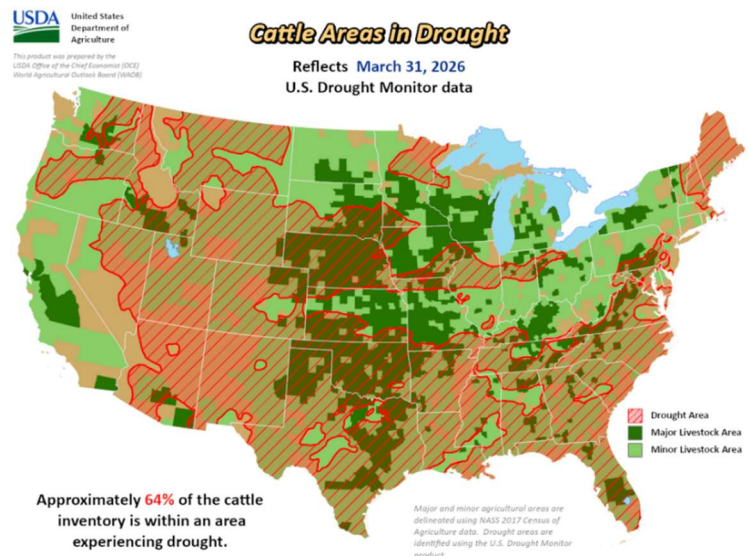 USDA
United States
Department of
Agriculture
This product was prepared by the
USDA Office of the Chief Economist (OCE)
World Agricultural Outlook Board (WAOB)
Cattle Areas in Drought
Reflects March 31, 2026
U.S. Drought Monitor data
Drought Area
Major Livestock Area
Minor Livestock Area
Approximately 64% of the cattle
inventory is within an area
experiencing drought.
Major and minor agricultural areas are
delineated using NASS 2017 Census of
Agriculture data. Drought areas are
identified using the U.S. Drought Monitor
product.